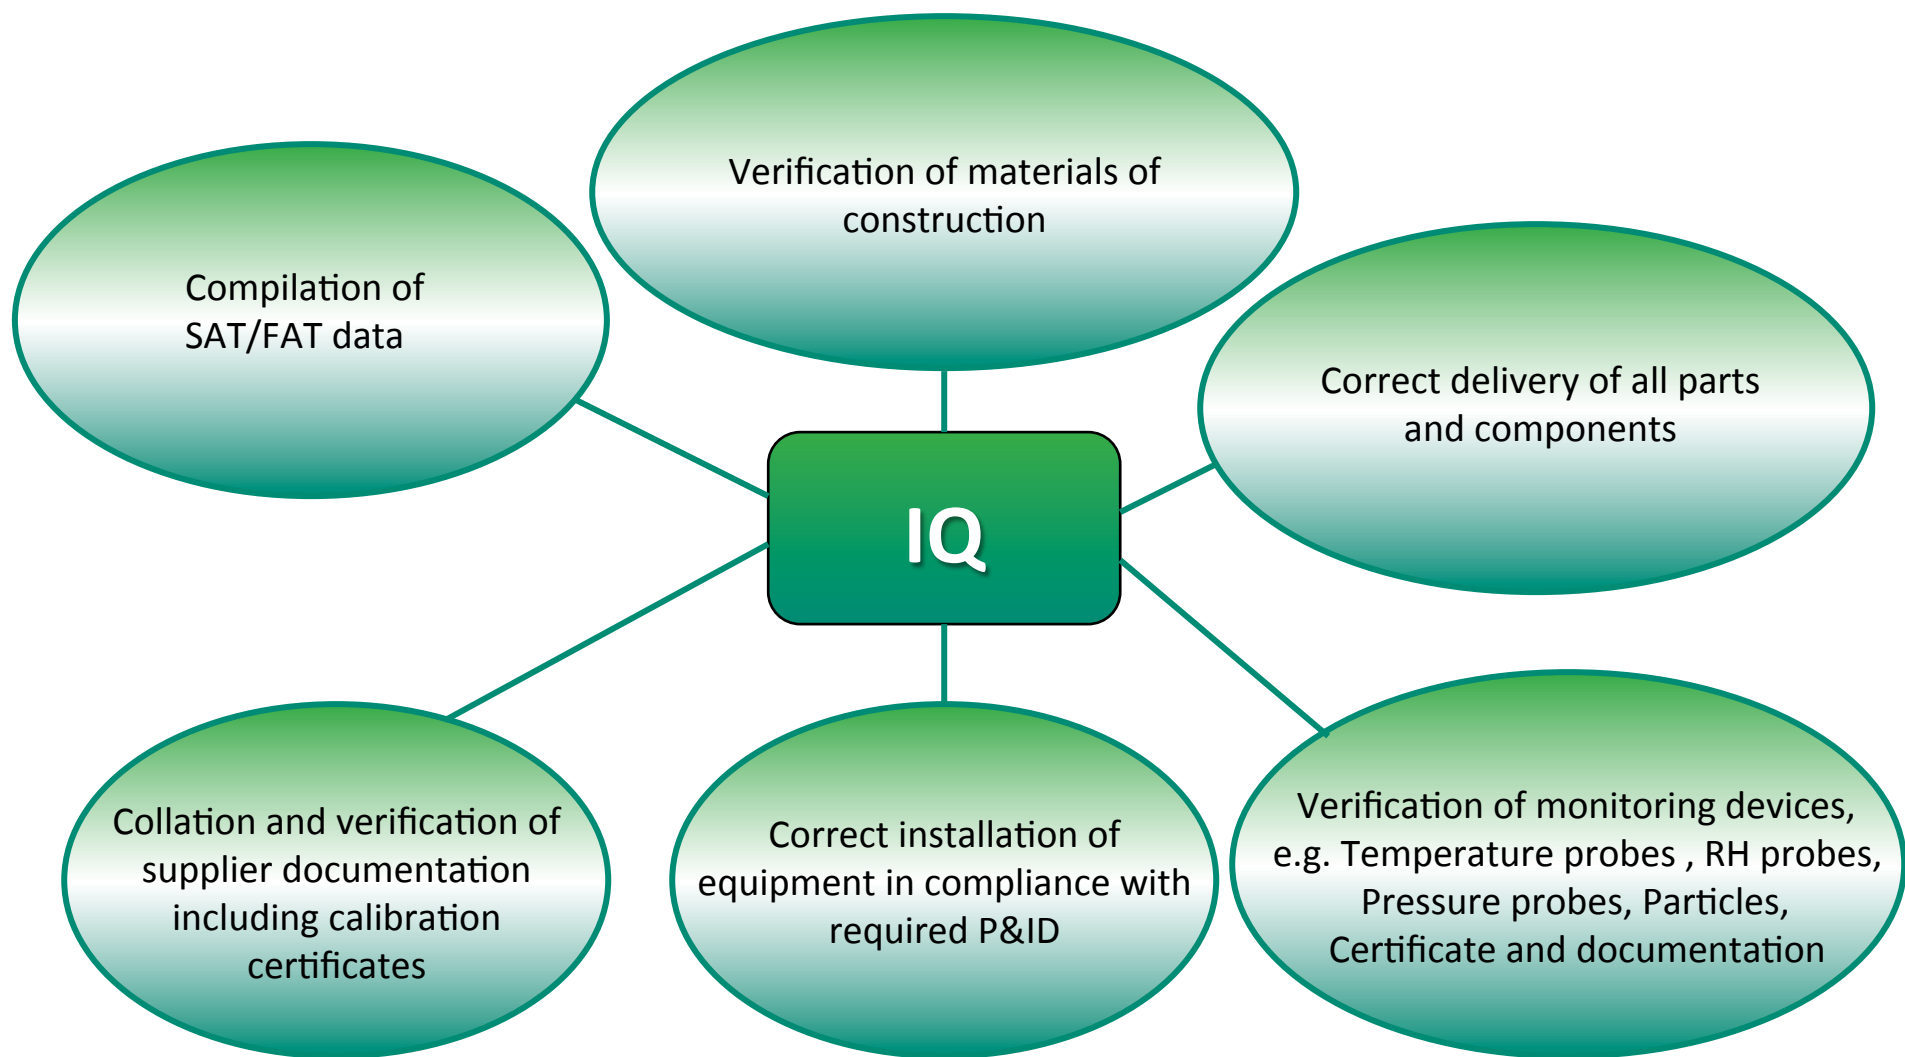 Verification of materials of
construction
Compilation of
SAT/FAT data
Correct delivery of all parts
and components
IQ
Collation and verification of
supplier documentation
including calibration
certificates
Correct installation of
equipment in compliance with
required P&ID
Verification of monitoring devices,
e.g. Temperature probes , RH probes,
Pressure probes, Particles,
Certificate and documentation